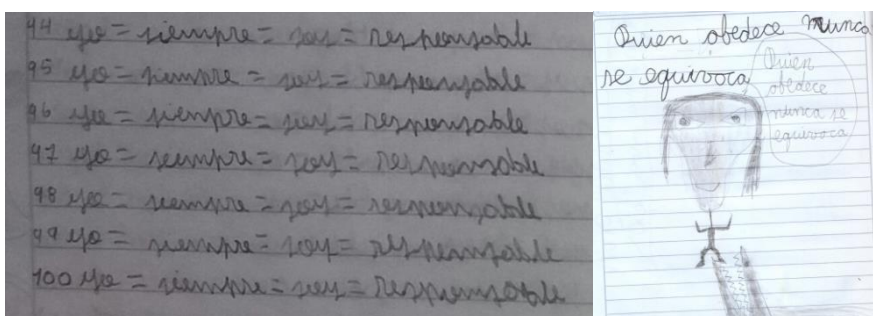 94 yo = siempre = soy = responsable
95 yo = siempre = soy = responsable
96 yo = siempre = soy = responsable
97 yo = siempre = soy = responsable
98 yo = siempre = soy = responsable
99 yo = siempre = soy = responsable
100 yo = siempre = soy = responsable
Quien obedece nunca
se equivoca
Quien
obedece
nunca se
equivoca